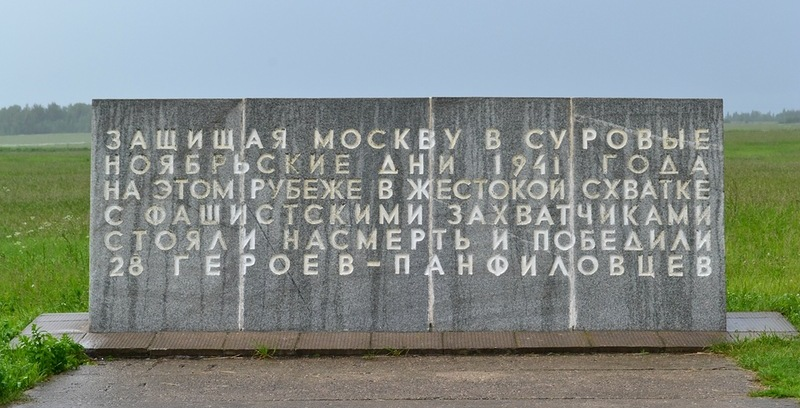 ЗАЩИЩАЯ МОСКВУ В СУРОВЫЕ
НОЯБРЬСКИЕ ДНИ 1941 ГОДА
НА ЭТОМ РУБЕЖЕ В ЖЕСТОКОЙ СХВАТКЕ
С ФАШИСТСКИМИ ЗАХВАТЧИКАМИ
СТОЯЛИ НАСМЕРТЬ И ПОБЕДИЛИ
28 ГЕРОЕВ-ПАНФИЛОВЦЕВ